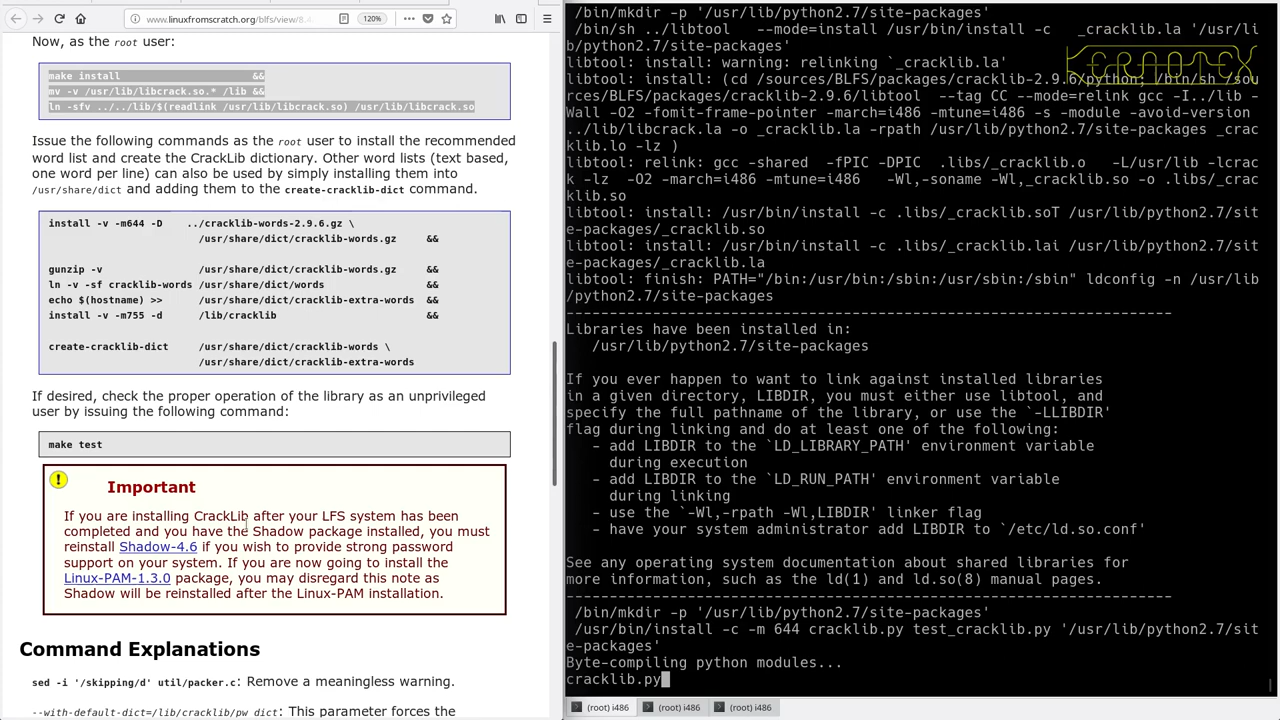 www.linuxfromscratch.org/blfs/view/8.4
120%
Now, as the root user:
make install &&
mv -v /usr/lib/libcrack.so.* /lib &&
ln -sfv ../../lib/$(readlink /usr/lib/libcrack.so) /usr/lib/libcrack.so
Issue the following commands as the root user to install the recommended
word list and create the CrackLib dictionary. Other word lists (text based,
one word per line) can also be used by simply installing them into
/usr/share/dict and adding them to the create-cracklib-dict command.
install -v -m644 -D ../cracklib-words-2.9.6.gz \
/usr/share/dict/cracklib-words.gz &&
gunzip -v /usr/share/dict/cracklib-words.gz &&
ln -v -sf cracklib-words /usr/share/dict/words &&
echo $(hostname) >> /usr/share/dict/cracklib-extra-words &&
install -v -m755 -d /lib/cracklib &&
create-cracklib-dict /usr/share/dict/cracklib-words \
/usr/share/dict/cracklib-extra-words
If desired, check the proper operation of the library as an unprivileged
user by issuing the following command:
make test
Important
If you are installing CrackLib after your LFS system has been
completed and you have the Shadow package installed, you must
reinstall Shadow-4.6 if you wish to provide strong password
support on your system. If you are now going to install the
Linux-PAM-1.3.0 package, you may disregard this note as
Shadow will be reinstalled after the Linux-PAM installation.
Command Explanations
sed -i '/skipping/d' util/packer.c: Remove a meaningless warning.
--with-default-dict=/lib/cracklib/pw_dict: This parameter forces the
/bin/mkdir -p '/usr/lib/python2.7/site-packages'
/bin/sh ../libtool --mode=install /usr/bin/install -c _cracklib.la '/usr/li
b/python2.7/site-packages'
libtool: install: warning: relinking `_cracklib.la'
libtool: install: (cd /sources/BLFS/packages/cracklib-2.9.6/python; /bin/sh /sou
rces/BLFS/packages/cracklib-2.9.6/libtool --tag CC --mode=relink gcc -I../lib -
Wall -O2 -fomit-frame-pointer -march=i486 -mtune=i486 -s -module -avoid-version
../lib/libcrack.la -o _cracklib.la -rpath /usr/lib/python2.7/site-packages _crac
klib.lo -lz )
libtool: relink: gcc -shared -fPIC -DPIC .libs/_cracklib.o -L/usr/lib -lcrac
k -lz -O2 -march=i486 -mtune=i486 -Wl,-soname -Wl,_cracklib.so -o .libs/_crac
klib.so
libtool: install: /usr/bin/install -c .libs/_cracklib.soT /usr/lib/python2.7/sit
e-packages/_cracklib.so
libtool: install: /usr/bin/install -c .libs/_cracklib.lai /usr/lib/python2.7/sit
e-packages/_cracklib.la
libtool: finish: PATH="/bin:/usr/bin:/sbin:/usr/sbin:/sbin" ldconfig -n /usr/lib
/python2.7/site-packages
----------------------------------------------------------------------
Libraries have been installed in:
/usr/lib/python2.7/site-packages
If you ever happen to want to link against installed libraries
in a given directory, LIBDIR, you must either use libtool, and
specify the full pathname of the library, or use the `-LLIBDIR'
flag during linking and do at least one of the following:
- add LIBDIR to the `LD_LIBRARY_PATH' environment variable
during execution
- add LIBDIR to the `LD_RUN_PATH' environment variable
during linking
- use the `-Wl,-rpath -Wl,LIBDIR' linker flag
- have your system administrator add LIBDIR to `/etc/ld.so.conf'
See any operating system documentation about shared libraries for
more information, such as the ld(1) and ld.so(8) manual pages.
----------------------------------------------------------------------
/bin/mkdir -p '/usr/lib/python2.7/site-packages'
/usr/bin/install -c -m 644 cracklib.py test_cracklib.py '/usr/lib/python2.7/sit
e-packages'
Byte-compiling python modules...
cracklib.py
(root) i486
(root) i486
(root) i486